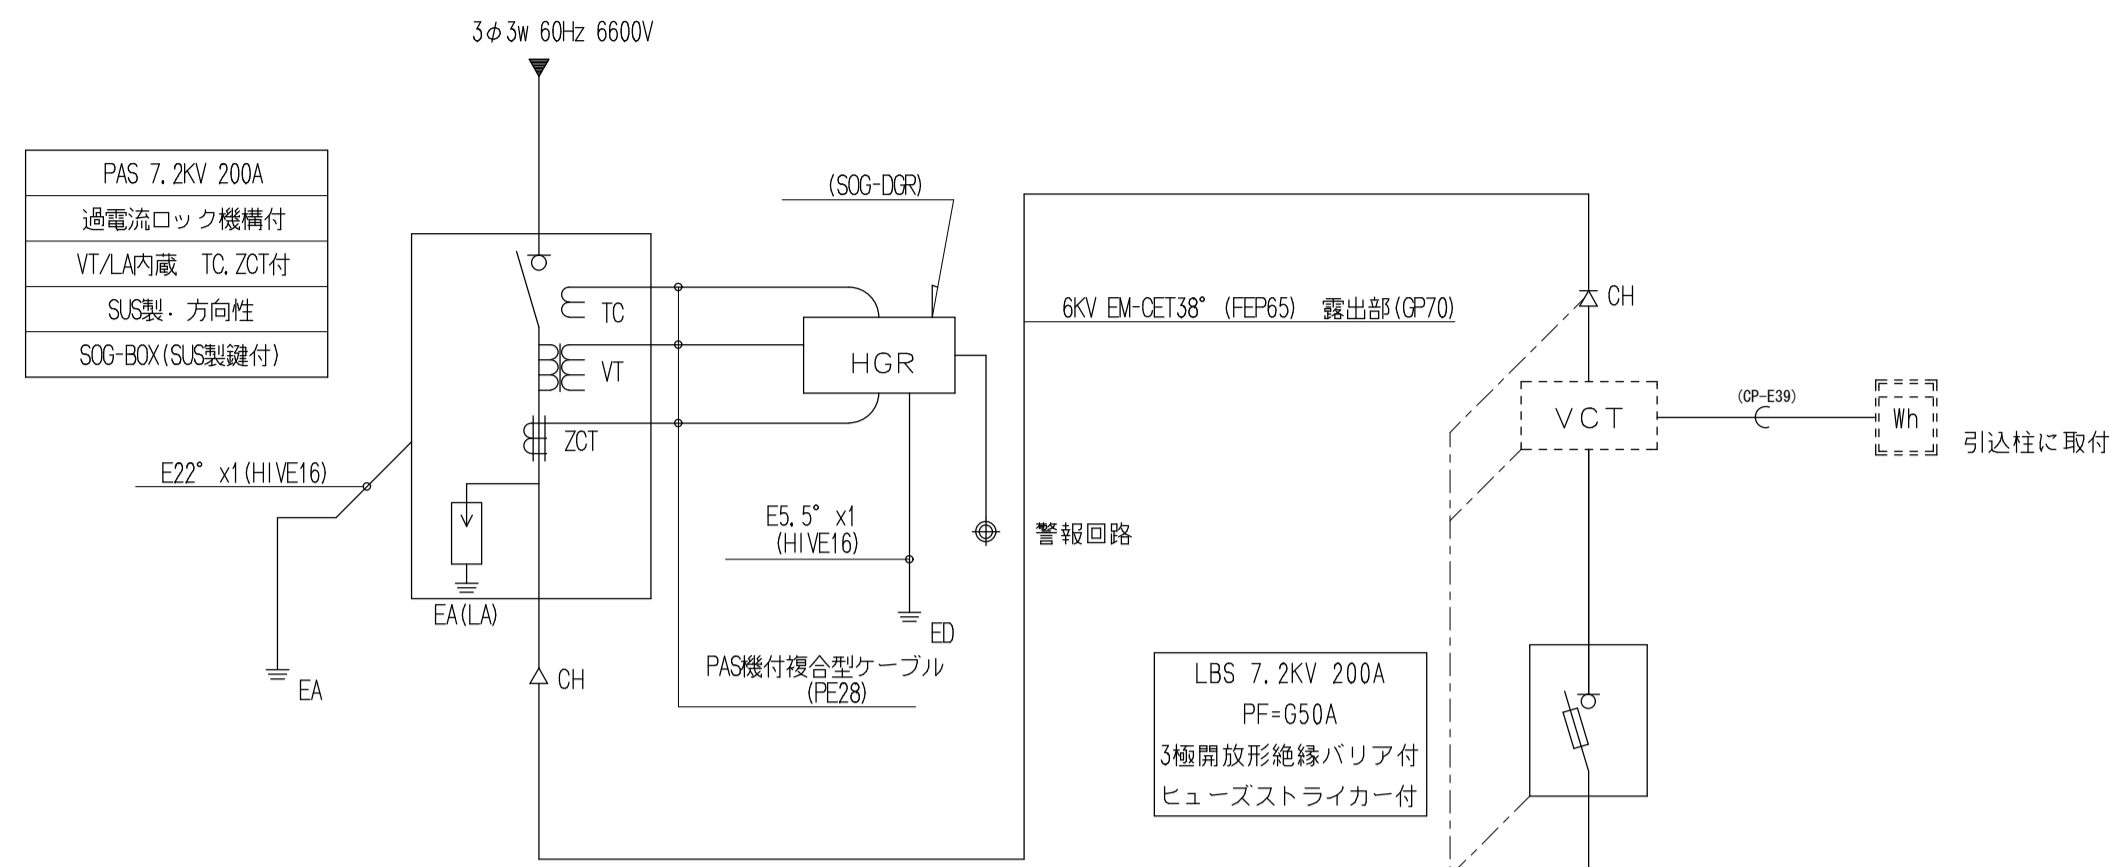 3φ3w 60Hz 6600V
PAS 7.2KV 200A
過電流ロック機構付
VT/LA内蔵　TC.ZCT付
SUS製．方向性
SOG-BOX(SUS製鍵付)
(SOG-DGR)
TC
VT
ZCT
HGR
E22° x1(HIVE16)
EA
EA(LA)
CH
E5.5° x1
(HIVE16)
ED
警報回路
PAS機付複合型ケーブル
(PE28)
6KV EM-CET38° (FEP65)　露出部(GP70)
CH
VCT
(CP-E39)
Wh
引込柱に取付
LBS 7.2KV 200A
PF=G50A
3極開放形絶縁バリア付
ヒューズストライカー付